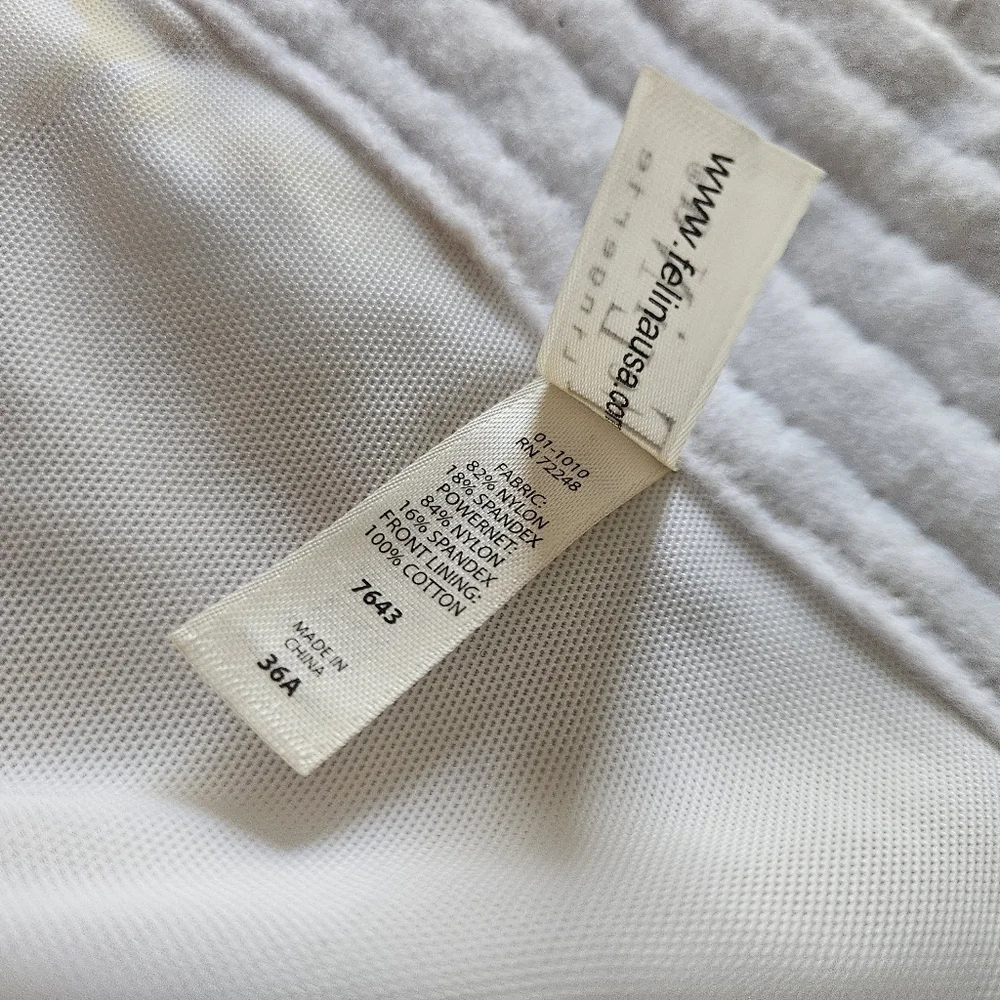 www.felinausa.com
01-1010
RN 72248
FABRIC:
82% NYLON
18% SPANDEX
POWERNET:
84% NYLON
16% SPANDEX
FRONT LINING:
100% COTTON
7643
MADE IN
CHINA
36A